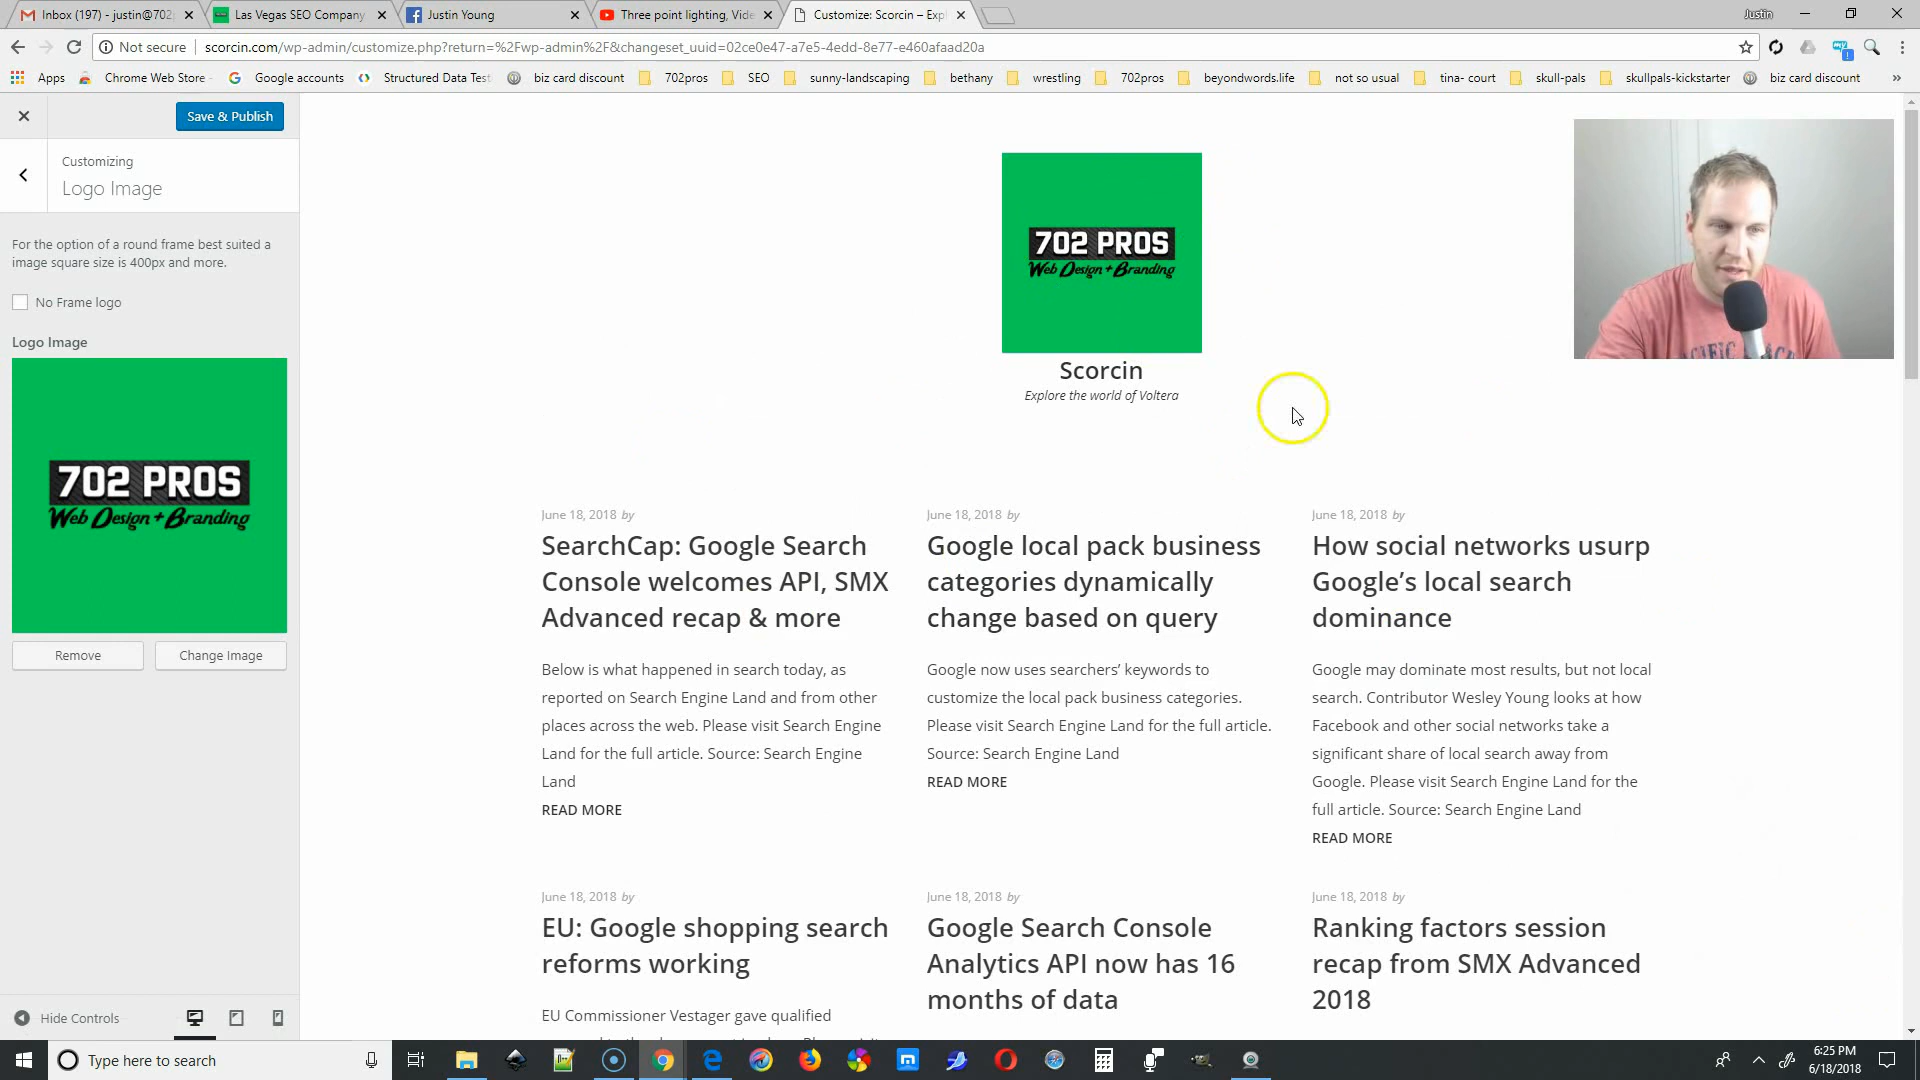 Inbox (197) - justin@702
Las Vegas SEO Company
Justin Young
Three point lighting, Vide
Customize: Scorcin – Expl
Justin
Not secure
scorcin.com/wp-admin/customize.php?return=%2Fwp-admin%2F&changeset_uuid=02ce0e47-a7e5-4edd-8e77-e460afaad20a
Apps
Chrome Web Store
Google accounts
Structured Data Test
biz card discount
702pros
SEO
sunny-landscaping
bethany
wrestling
702pros
beyondwords.life
not so usual
tina- court
skull-pals
skullpals-kickstarter
biz card discount
»
Save & Publish
Customizing
Logo Image
For the option of a round frame best suited a
image square size is 400px and more.
No Frame logo
Logo Image
702 PROS
Web Design + Branding
Remove
Change Image
Hide Controls
702 PROS
Web Design + Branding
Scorcin
Explore the world of Voltera
June 18, 2018 by
SearchCap: Google Search
Console welcomes API, SMX
Advanced recap & more
Below is what happened in search today, as
reported on Search Engine Land and from other
places across the web. Please visit Search Engine
Land for the full article. Source: Search Engine
Land
READ MORE
June 18, 2018 by
Google local pack business
categories dynamically
change based on query
Google now uses searchers’ keywords to
customize the local pack business categories.
Please visit Search Engine Land for the full article.
Source: Search Engine Land
READ MORE
June 18, 2018 by
How social networks usurp
Google’s local search
dominance
Google may dominate most results, but not local
search. Contributor Wesley Young looks at how
Facebook and other social networks take a
significant share of local search away from
Google. Please visit Search Engine Land for the
full article. Source: Search Engine Land
READ MORE
June 18, 2018 by
EU: Google shopping search
reforms working
EU Commissioner Vestager gave qualified
June 18, 2018 by
Google Search Console
Analytics API now has 16
months of data
June 18, 2018 by
Ranking factors session
recap from SMX Advanced
2018
Type here to search
6:25 PM
6/18/2018